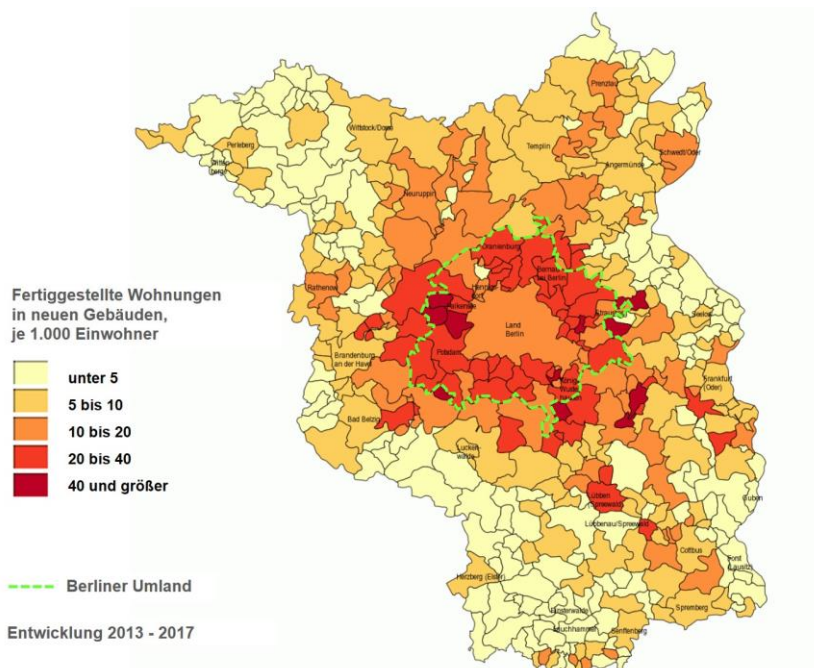 Prenzlau
Wittstock/Dosse
Perleberg
Templin
Schwedt/Oder
Angermünde
Neuruppin
Oranienburg
Rathenow
Land
Berlin
Seelow
Potsdam
Brandenburg
an der Havel
Frankfurt
(Oder)
Bad Belzig
Lübben
(Spreewald)
Guben
Lübbenau/Spreewald
Cottbus
Forst
(Lausitz)
Herzberg (Elster)
Spremberg
Senftenberg
Fertiggestellte Wohnungen
in neuen Gebäuden,
je 1.000 Einwohner
unter 5
5 bis 10
10 bis 20
20 bis 40
40 und größer
Berliner Umland
Entwicklung 2013 - 2017